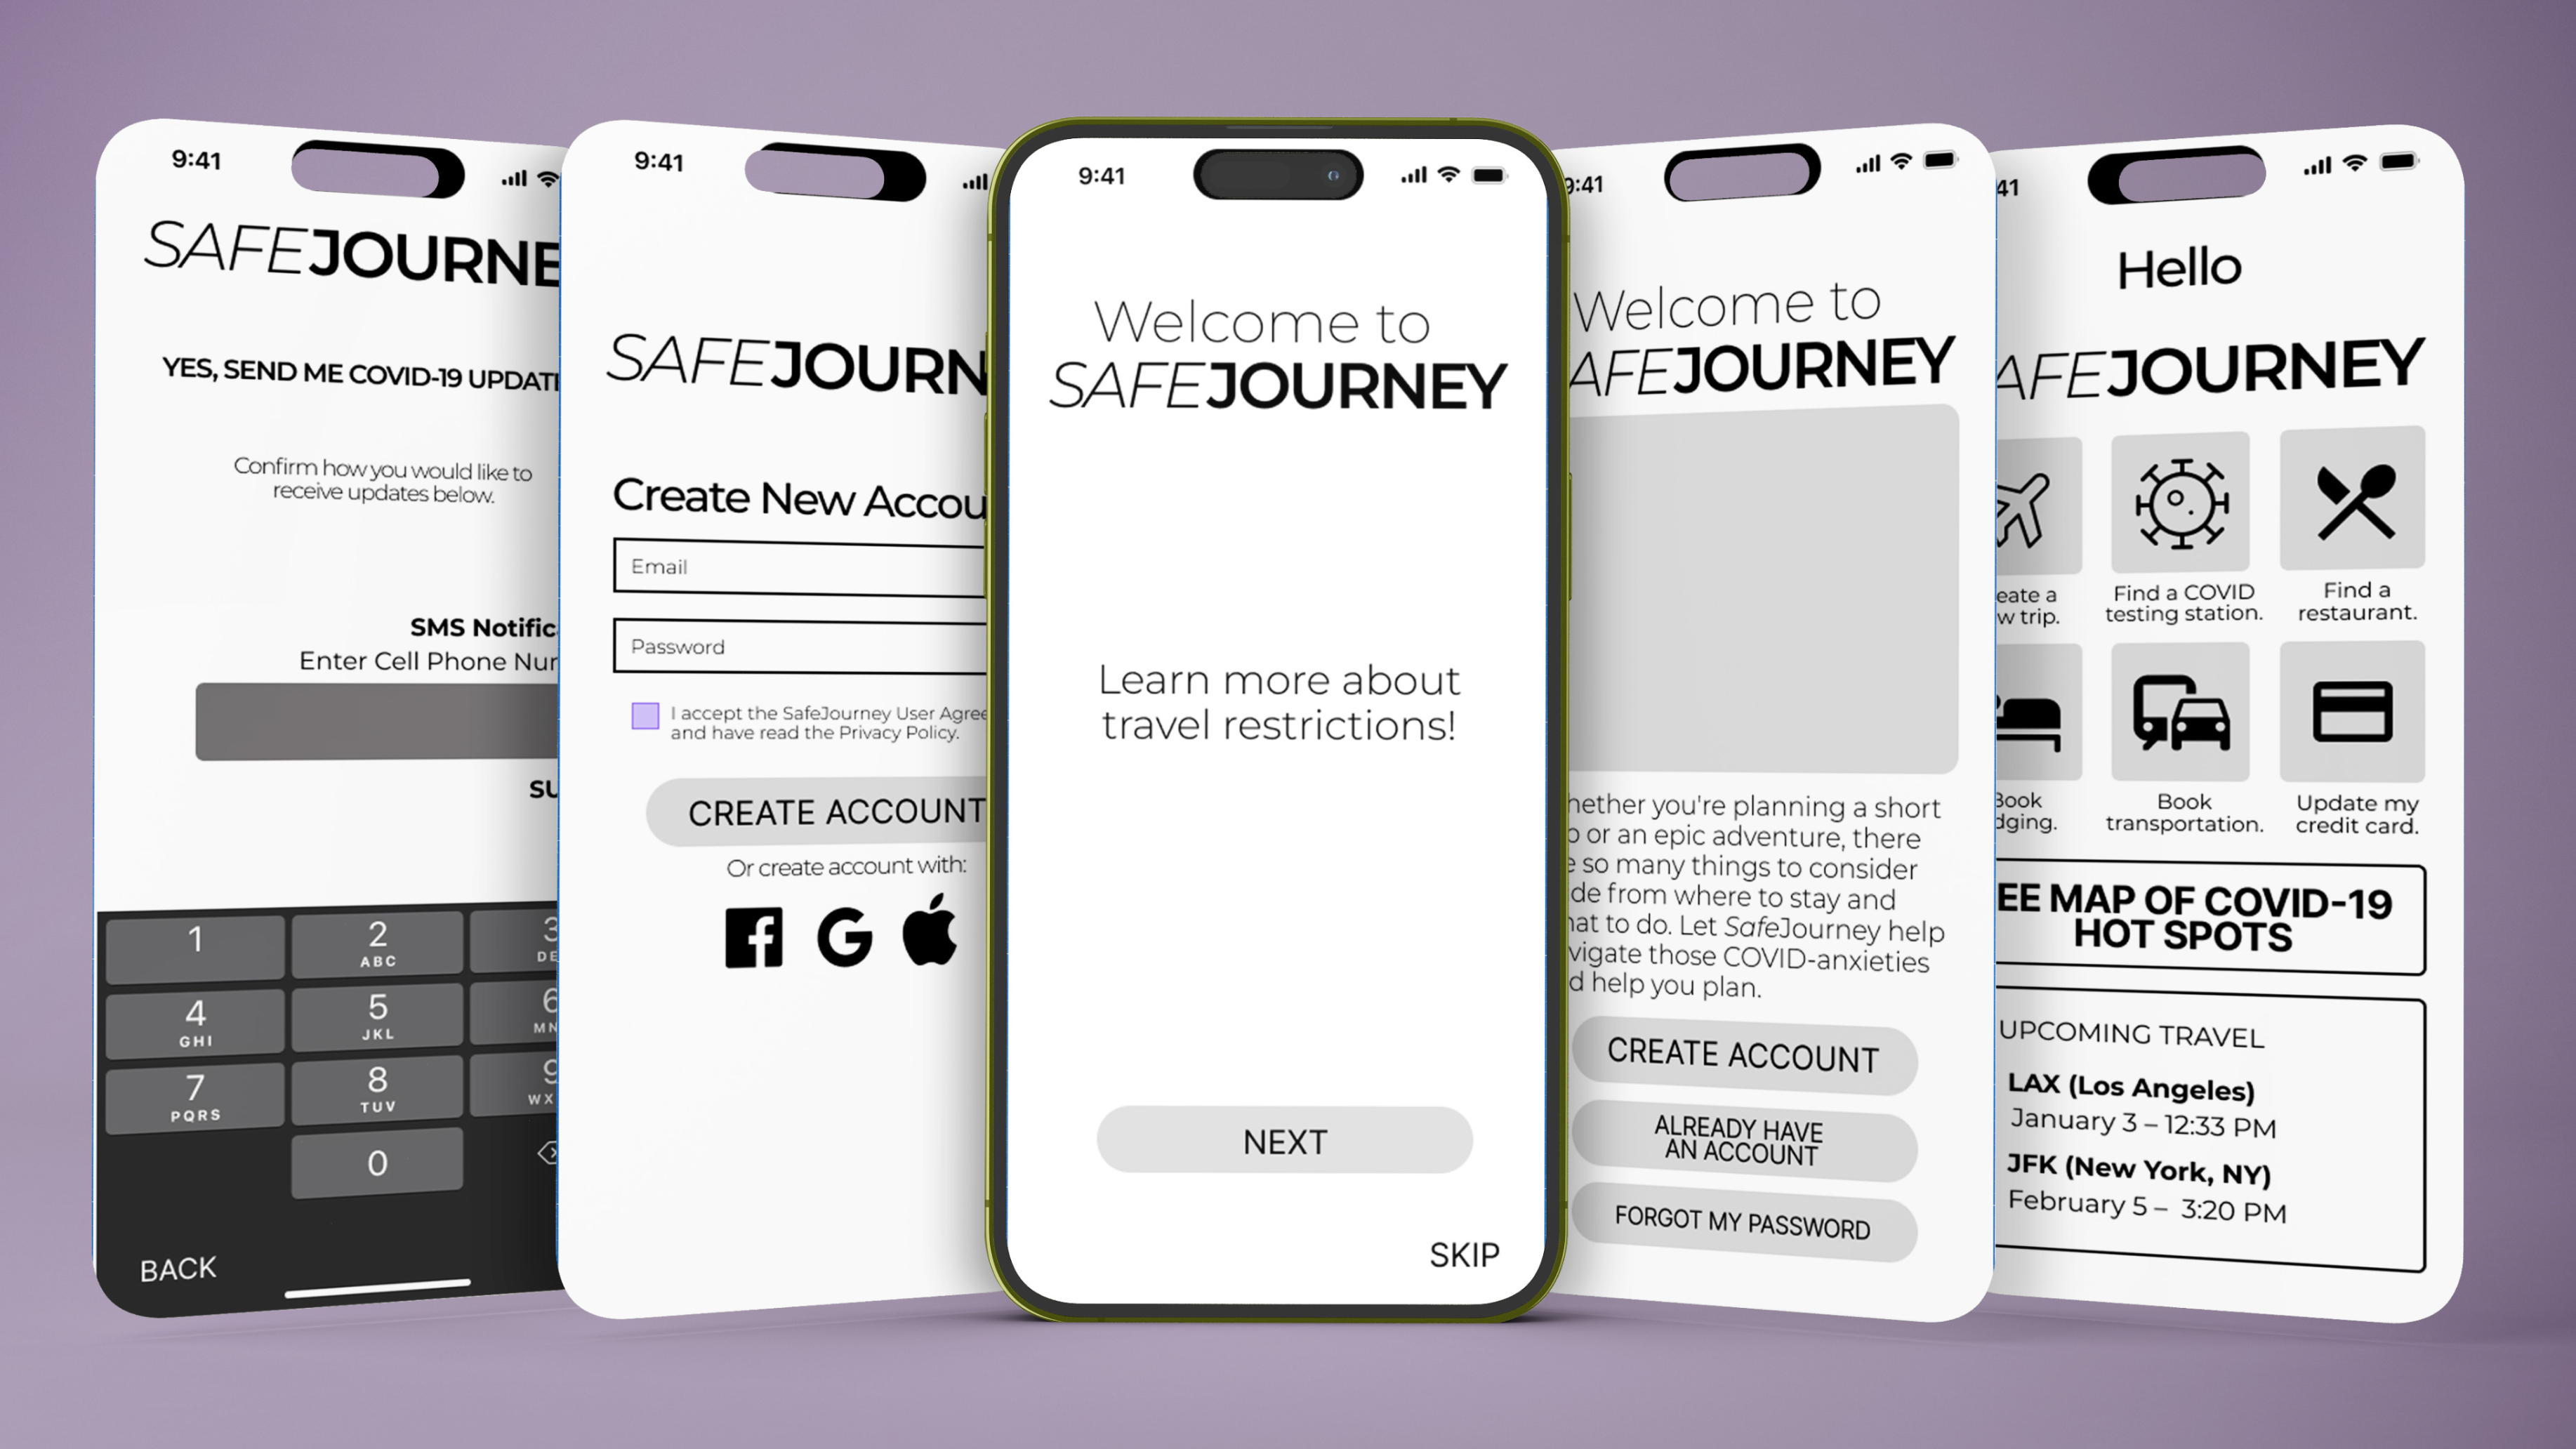 9:41
SAFEJOURNE
YES, SEND ME COVID-19 UPDATE
Confirm how you would like to
receive updates below.
SMS Notific
Enter Cell Phone Nu
SU
1
2
ABC
3
DE
4
GHI
5
JKL
6
MN
7
PQRS
8
TUV
9
WX
0
BACK
9:41
SAFEJOURN
Create New Accou
Email
Password
I accept the SafeJourney User Agree
and have read the Privacy Policy.
CREATE ACCOUNT
Or create account with:
f
G
9:41
Welcome to
SAFEJOURNEY
Learn more about
travel restrictions!
NEXT
SKIP
9:41
Welcome to
AFEJOURNEY
hether you're planning a short
p or an epic adventure, there
e so many things to consider
ide from where to stay and
hat to do. Let SafeJourney help
vigate those COVID-anxieties
d help you plan.
CREATE ACCOUNT
ALREADY HAVE
AN ACCOUNT
FORGOT MY PASSWORD
41
Hello
AFEJOURNEY
eate a
w trip.
Find a COVID
testing station.
Find a
restaurant.
Book
dging.
Book
transportation.
Update my
credit card.
EE MAP OF COVID-19
HOT SPOTS
UPCOMING TRAVEL
LAX (Los Angeles)
January 3 – 12:33 PM
JFK (New York, NY)
February 5 – 3:20 PM